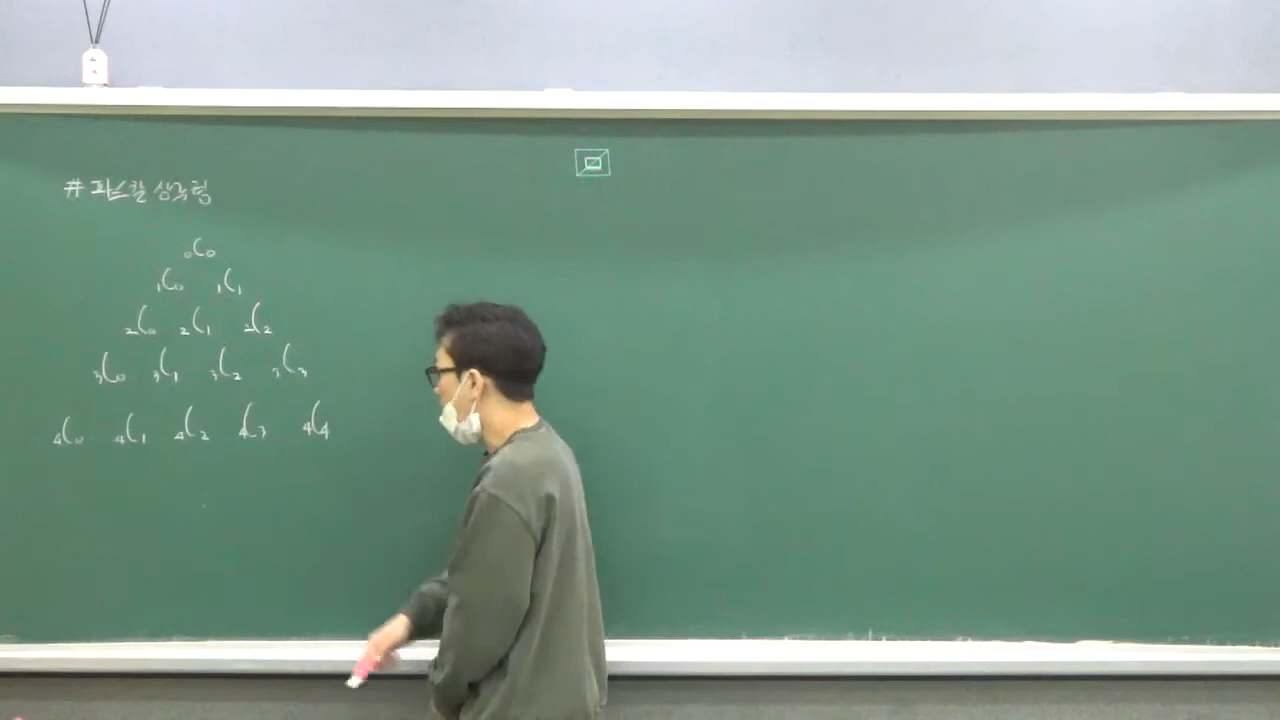 # 파스칼 삼각형
₀C₀
₁C₀ ₁C₁
₂C₀ ₂C₁ ₂C₂
₃C₀ ₃C₁ ₃C₂ ₃C₃
₄C₀ ₄C₁ ₄C₂ ₄C₃ ₄C₄